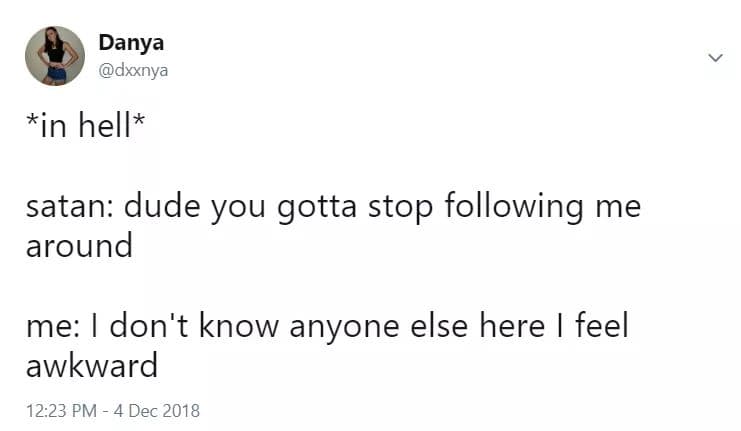 Danya
@dxxnya
*in hell*
satan: dude you gotta stop following me
around
me: I don't know anyone else here I feel
awkward
12:23 PM - 4 Dec 2018